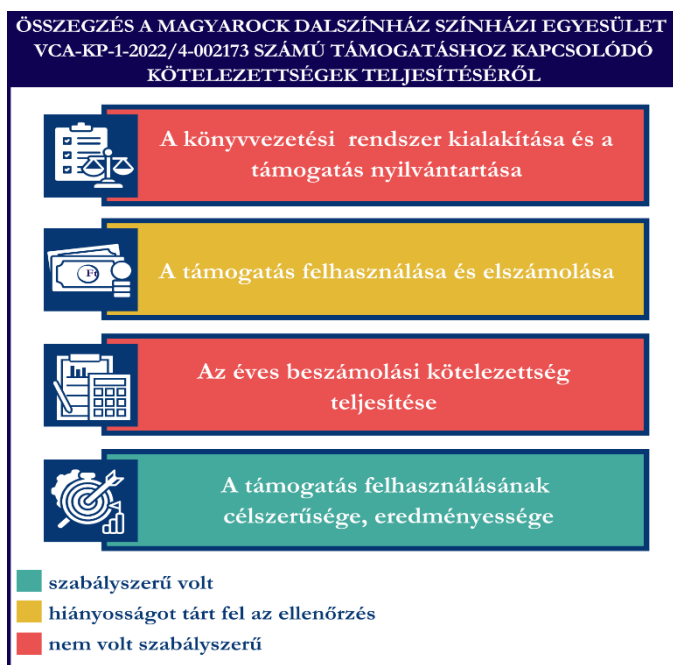 ÖSSZEGZÉS A MAGYAROCK DALSZÍNHÁZ SZÍNHÁZI EGYESÜLET
VCA-KP-1-2022/4-002173 SZÁMÚ TÁMOGATÁSHOZ KAPCSOLÓDÓ
KÖTELEZETTSÉGEK TELJESÍTÉSÉRŐL
A könyvvezetési rendszer kialakítása és a
támogatás nyilvántartása
Ft
A támogatás felhasználása és elszámolása
Az éves beszámolási kötelezettség
teljesítése
A támogatás felhasználásának
célszerűsége, eredményessége
szabályszerű volt
hiányosságot tárt fel az ellenőrzés
nem volt szabályszerű